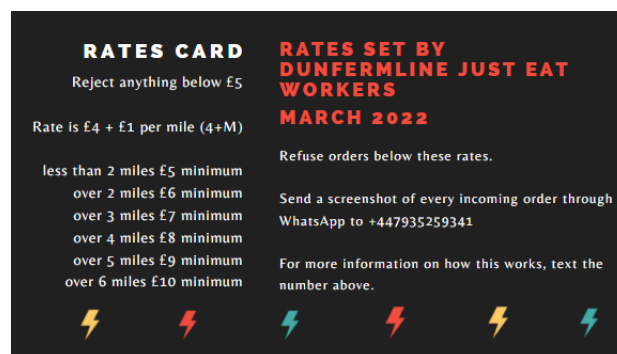 RATES CARD
Reject anything below £5
Rate is £4 + £1 per mile (4+M)
less than 2 miles £5 minimum
over 2 miles £6 minimum
over 3 miles £7 minimum
over 4 miles £8 minimum
over 5 miles £9 minimum
over 6 miles £10 minimum
RATES SET BY
DUNFERMLINE JUST EAT
WORKERS
MARCH 2022
Refuse orders below these rates.
Send a screenshot of every incoming order through
WhatsApp to +447935259341
For more information on how this works, text the
number above.